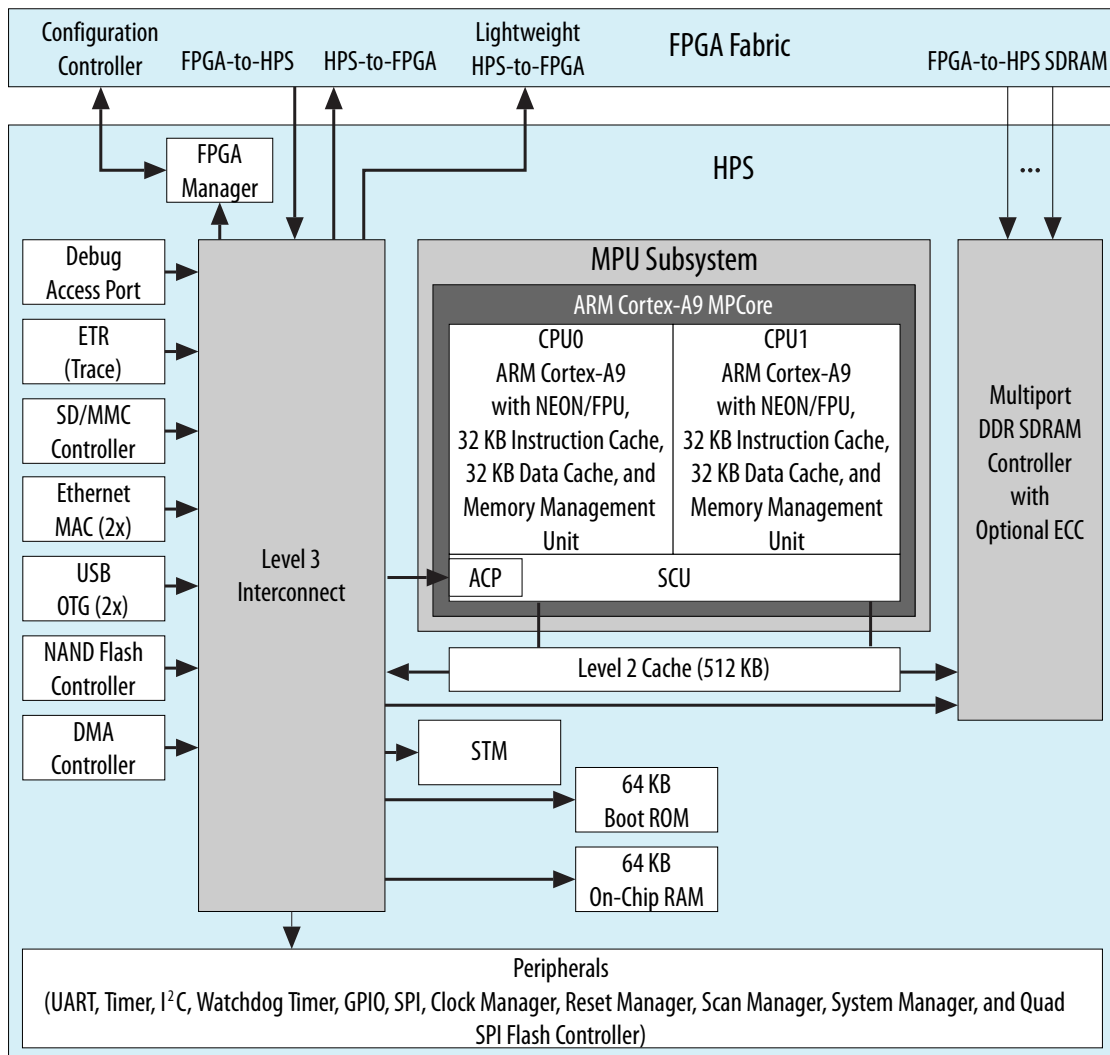 Configuration
Controller
FPGA-to-HPS
HPS-to-FPGA
Lightweight
HPS-to-FPGA
FPGA Fabric
FPGA-to-HPS SDRAM
FPGA
Manager
HPS
...
Debug
Access Port
ETR
(Trace)
SD/MMC
Controller
Ethernet
MAC (2x)
USB
OTG (2x)
NAND Flash
Controller
DMA
Controller
Level 3
Interconnect
MPU Subsystem
ARM Cortex-A9 MPCore
CPU0
ARM Cortex-A9
with NEON/FPU,
32 KB Instruction Cache,
32 KB Data Cache, and
Memory Management
Unit
CPU1
ARM Cortex-A9
with NEON/FPU,
32 KB Instruction Cache,
32 KB Data Cache, and
Memory Management
Unit
ACP
SCU
Level 2 Cache (512 KB)
Multiport
DDR SDRAM
Controller
with
Optional ECC
STM
64 KB
Boot ROM
64 KB
On-Chip RAM
Peripherals
(UART, Timer, I²C, Watchdog Timer, GPIO, SPI, Clock Manager, Reset Manager, Scan Manager, System Manager, and Quad
SPI Flash Controller)